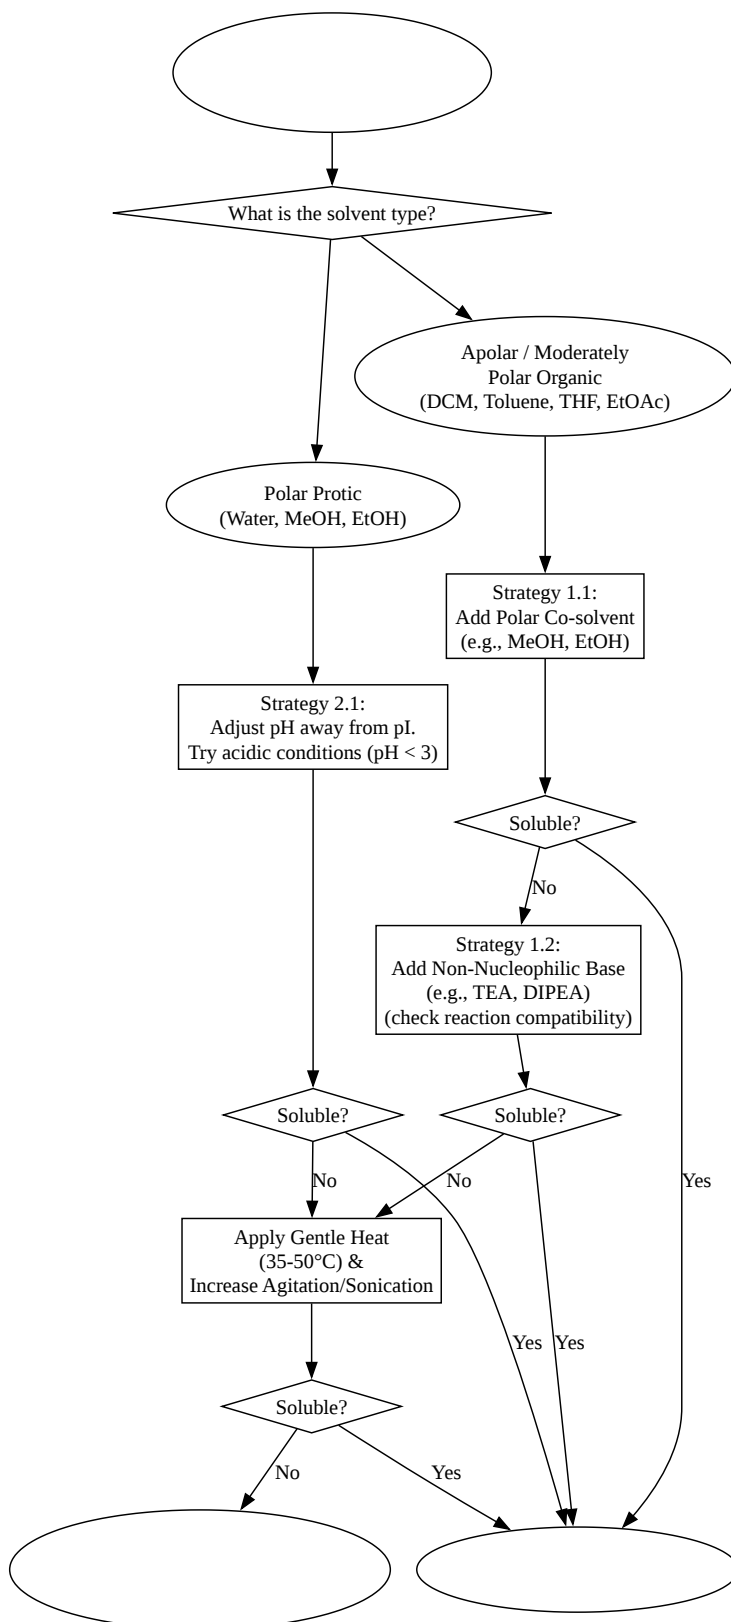 What is the solvent type?
Apolar / Moderately
Polar Organic
(DCM, Toluene, THF, EtOAc)
Polar Protic
(Water, MeOH, EtOH)
Strategy 1.1:
Add Polar Co-solvent
(e.g., MeOH, EtOH)
Strategy 2.1:
Adjust pH away from pI.
Try acidic conditions (pH < 3)
Soluble?
No
Strategy 1.2:
Add Non-Nucleophilic Base
(e.g., TEA, DIPEA)
(check reaction compatibility)
Soluble?
Soluble?
No
No
Yes
Apply Gentle Heat
(35-50°C) &
Increase Agitation/Sonication
Yes
Yes
Soluble?
No
Yes